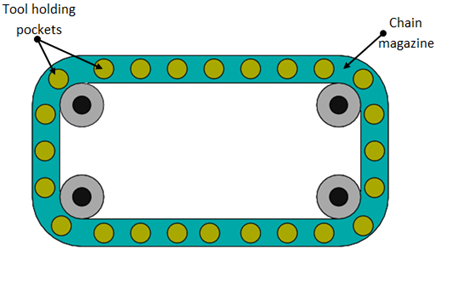 Tool holding
pockets
Chain
magazine